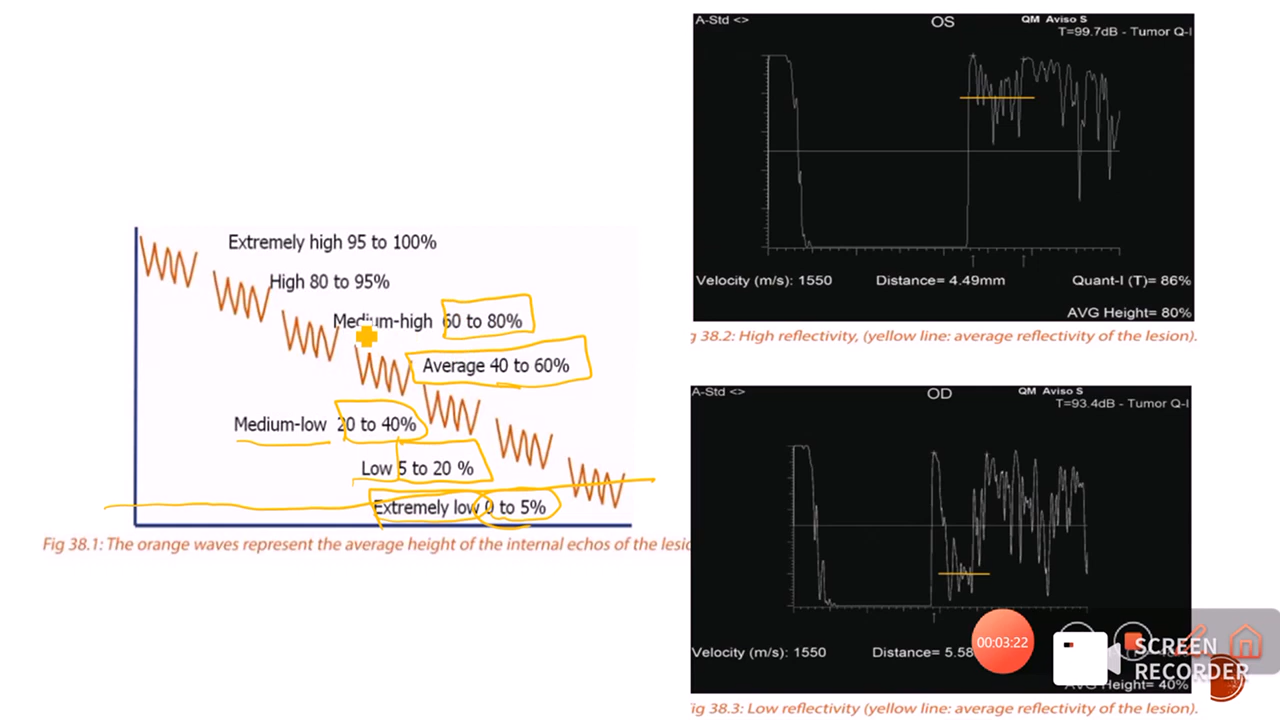 Extremely high 95 to 100%
High 80 to 95%
Medium-high 60 to 80%
Average 40 to 60%
Medium-low 20 to 40%
Low 5 to 20 %
Extremely low 0 to 5%
Fig 38.1: The orange waves represent the average height of the internal echos of the
A-Std <> OS QM Aviso S
T=99.7dB - Tumor Q-I
Velocity (m/s): 1550 Distance= 4.49mm Quant-I (T)= 86%
AVG Height= 80%
38.2: High reflectivity, (yellow line: average reflectivity of the lesion).
A-Std <> OD QM Aviso S
T=93.4dB - Tumor Q-I
Velocity (m/s): 1550 Distance= 5.58
AVG Height= 40%
38.3: Low reflectivity (yellow line: average reflectivity of the lesion).
00:03:22
SCREEN
RECORDER